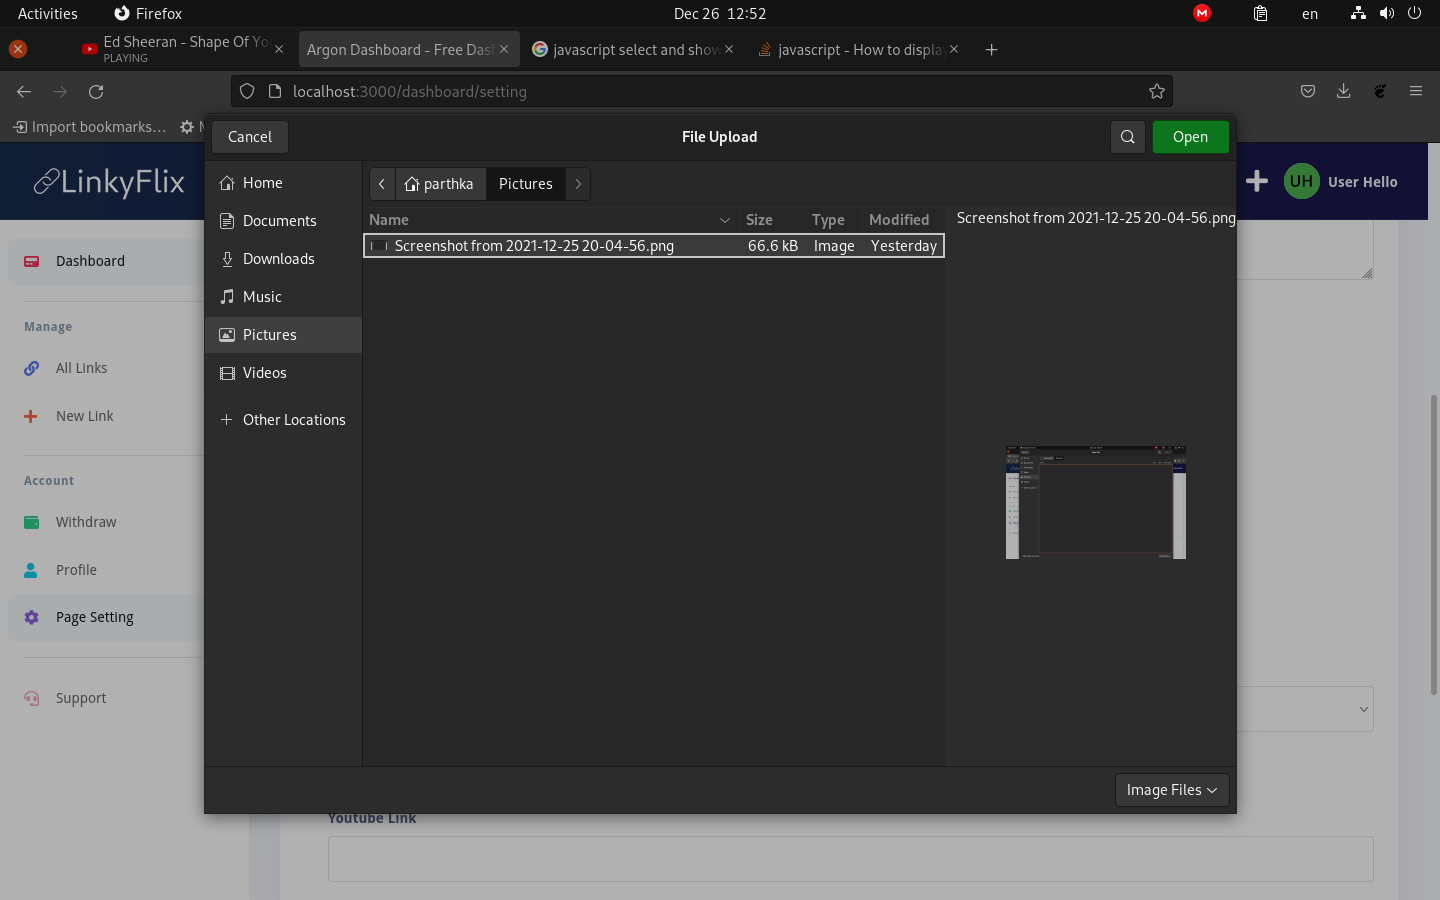 Activities
Firefox
Dec 26 12:52
en
Ed Sheeran - Shape Of Yo
PLAYING
Argon Dashboard - Free Das
javascript select and show
javascript - How to display
localhost:3000/dashboard/setting
Import bookmarks...
Cancel
File Upload
Open
LinkyFlix
UH
User Hello
Home
Documents
Downloads
Music
Pictures
Videos
Other Locations
parthka
Pictures
Name
Size
Type
Modified
Screenshot from 2021-12-25 20-04-56.png
66.6 kB
Image
Yesterday
Screenshot from 2021-12-25 20-04-56.png
Dashboard
Manage
All Links
New Link
Account
Withdraw
Profile
Page Setting
Support
Image Files
Youtube Link